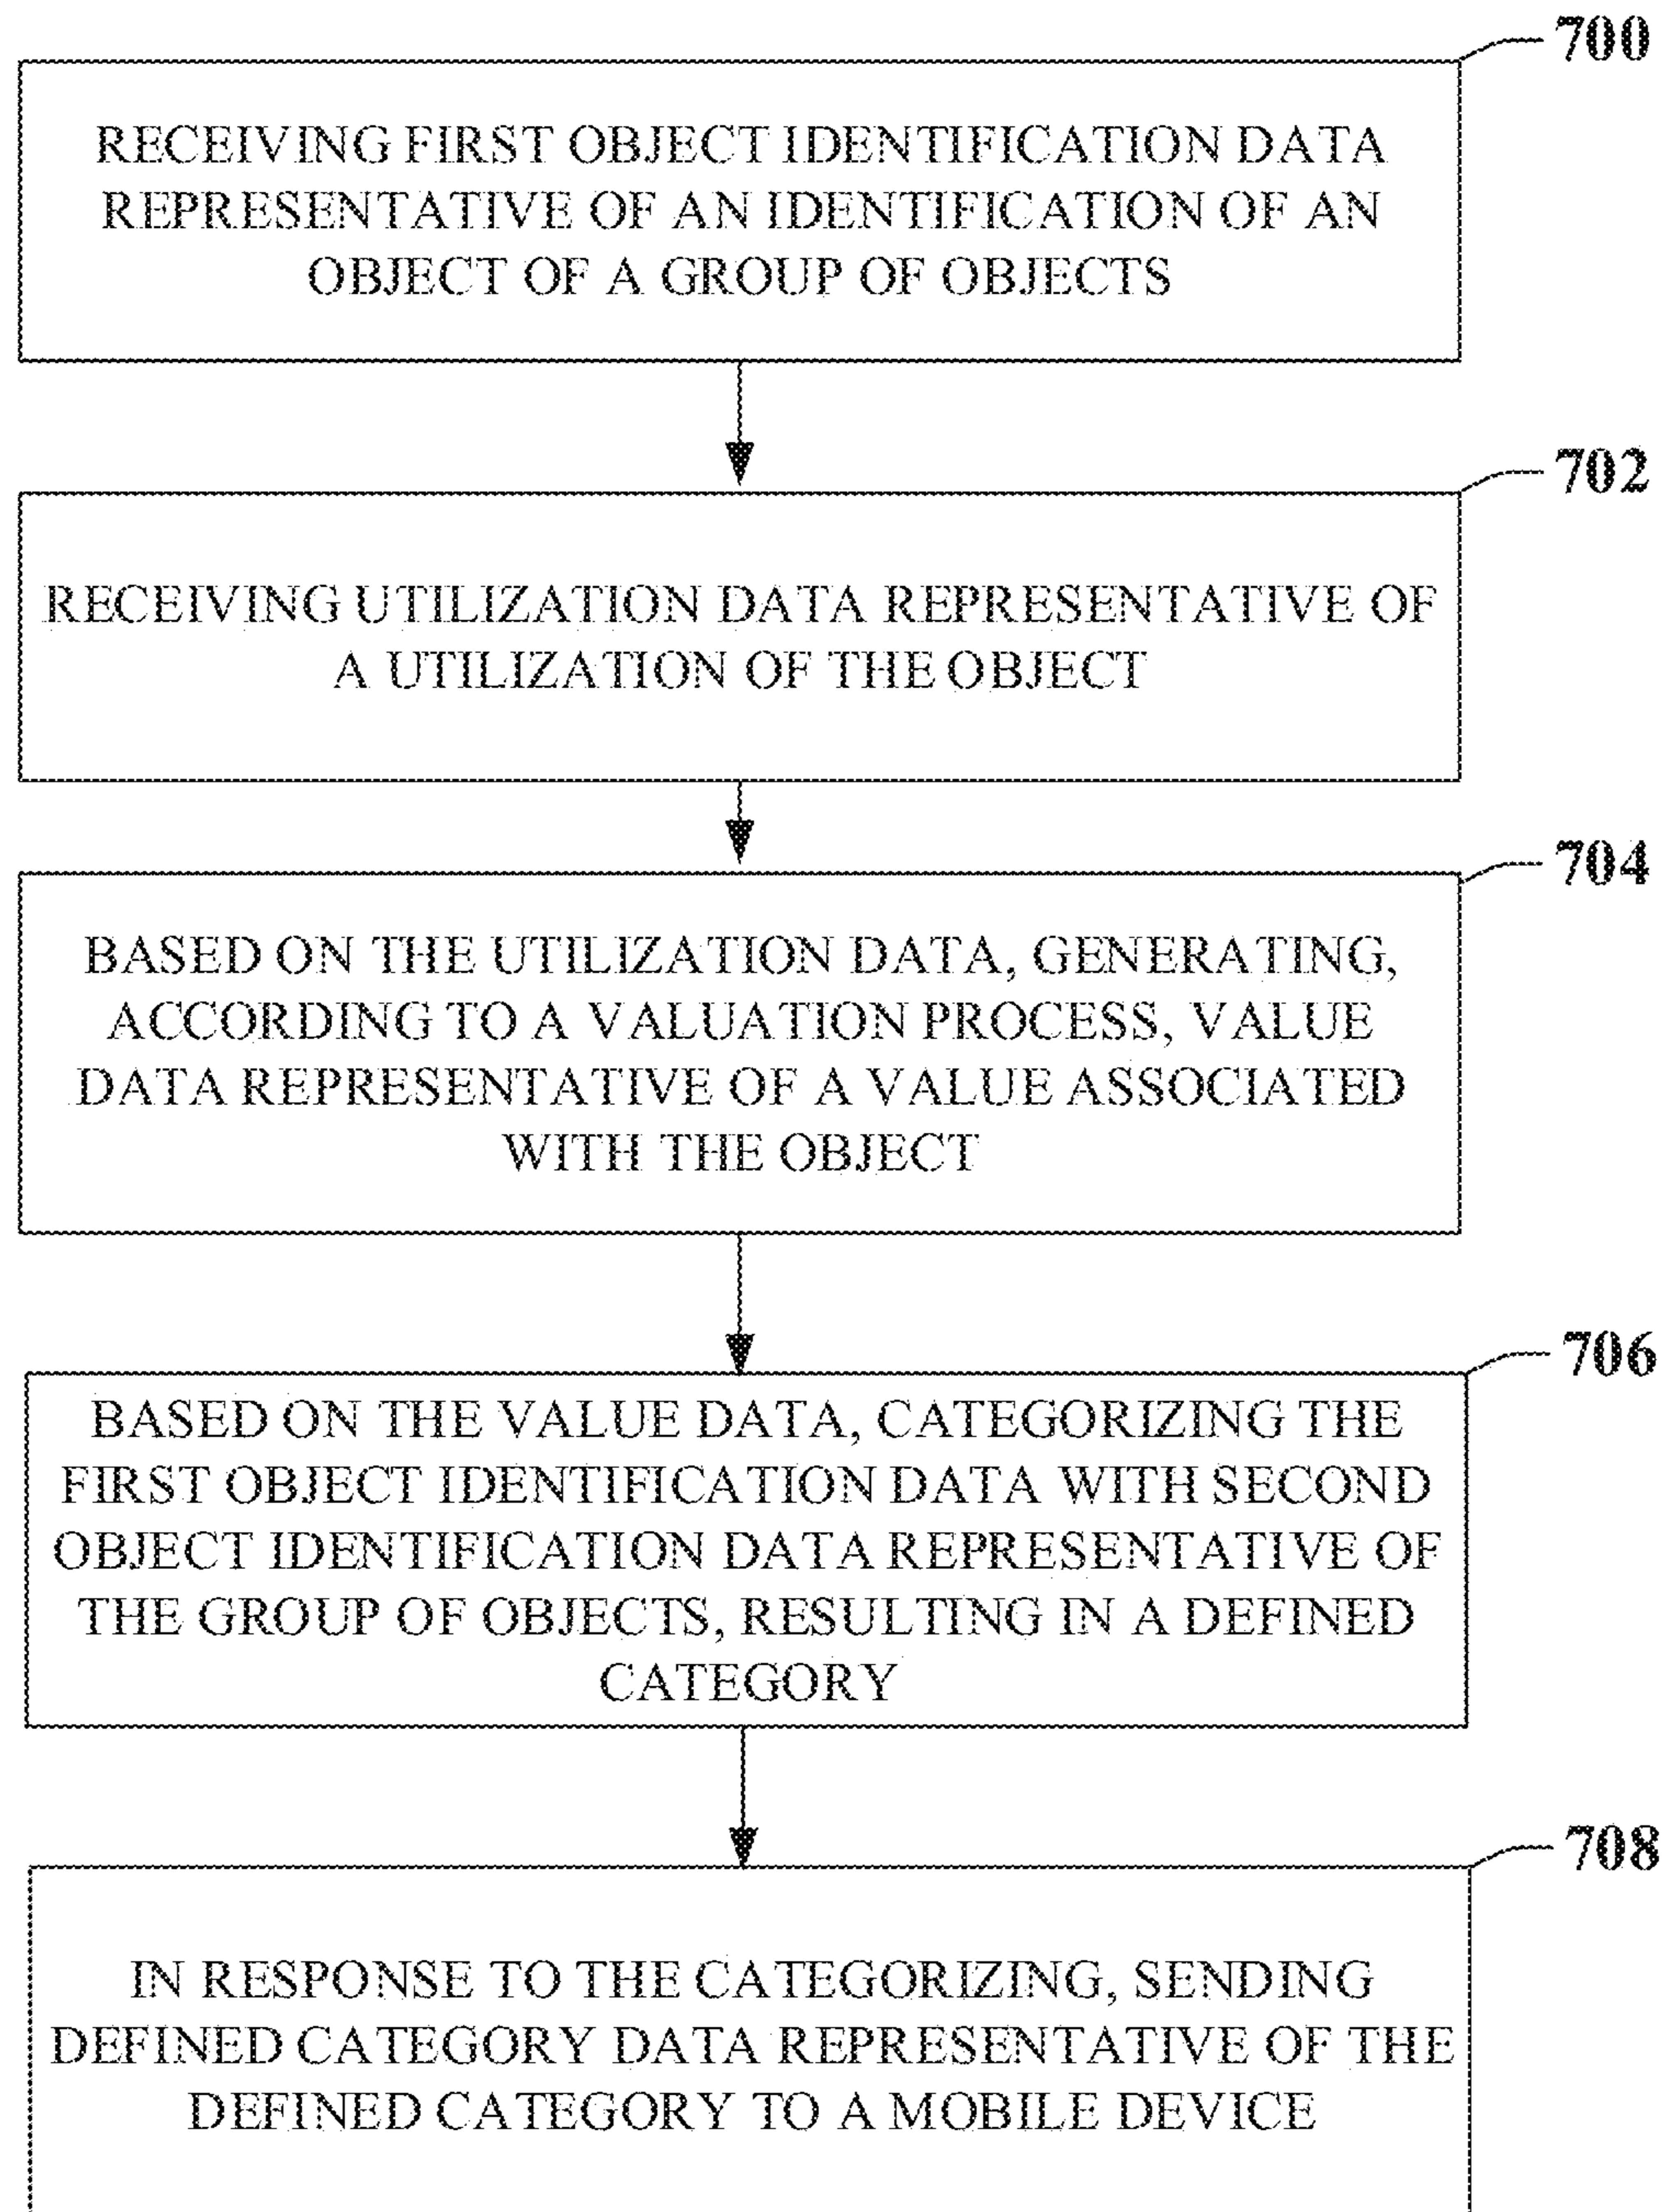 700
RECEIVING FIRST OBJECT IDENTIFICATION DATA
REPRESENTATIVE OF AN IDENTIFICATION OF AN
OBJECT OF A GROUP OF OBJECTS
702
RECEIVING UTILIZATION DATA REPRESENTATIVE OF
A UTILIZATION OF THE OBJECT
704
BASED ON THE UTILIZATION DATA, GENERATING,
ACCORDING TO A VALUATION PROCESS, VALUE
DATA REPRESENTATIVE OF A VALUE ASSOCIATED
WITH THE OBJECT
706
BASED ON THE VALUE DATA, CATEGORIZING THE
FIRST OBJECT IDENTIFICATION DATA WITH SECOND
OBJECT IDENTIFICATION DATA REPRESENTATIVE OF
THE GROUP OF OBJECTS, RESULTING IN A DEFINED
CATEGORY
708
IN RESPONSE TO THE CATEGORIZING, SENDING
DEFINED CATEGORY DATA REPRESENTATIVE OF THE
DEFINED CATEGORY TO A MOBILE DEVICE